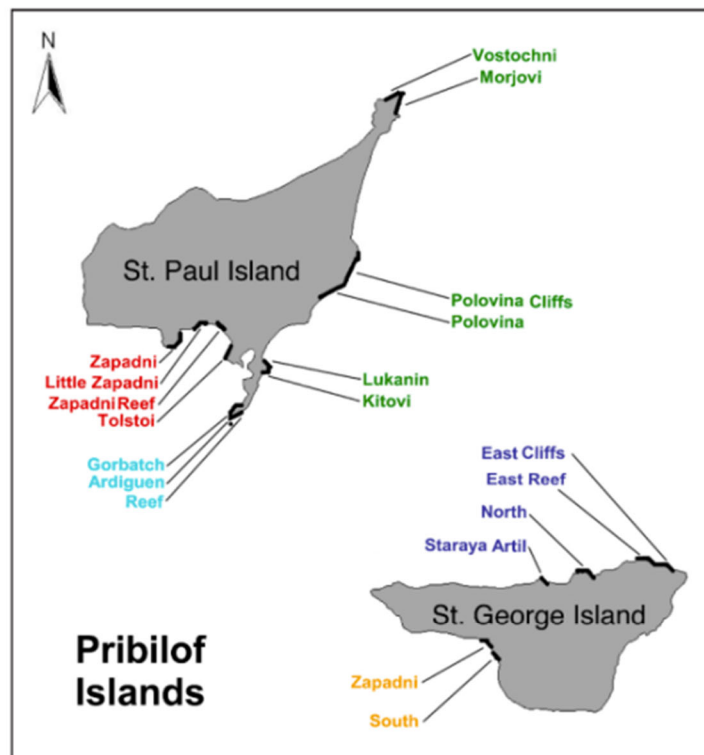 N
Vostochni
Morjovi
St. Paul Island
Polovina Cliffs
Polovina
Zapadni
Little Zapadni
Zapadni Reef
Tolstoi
Lukanin
Kitovi
Gorbatch
Ardiguen
Reef
East Cliffs
East Reef
North
Staraya Artil
St. George Island
Pribilof
Islands
Zapadni
South